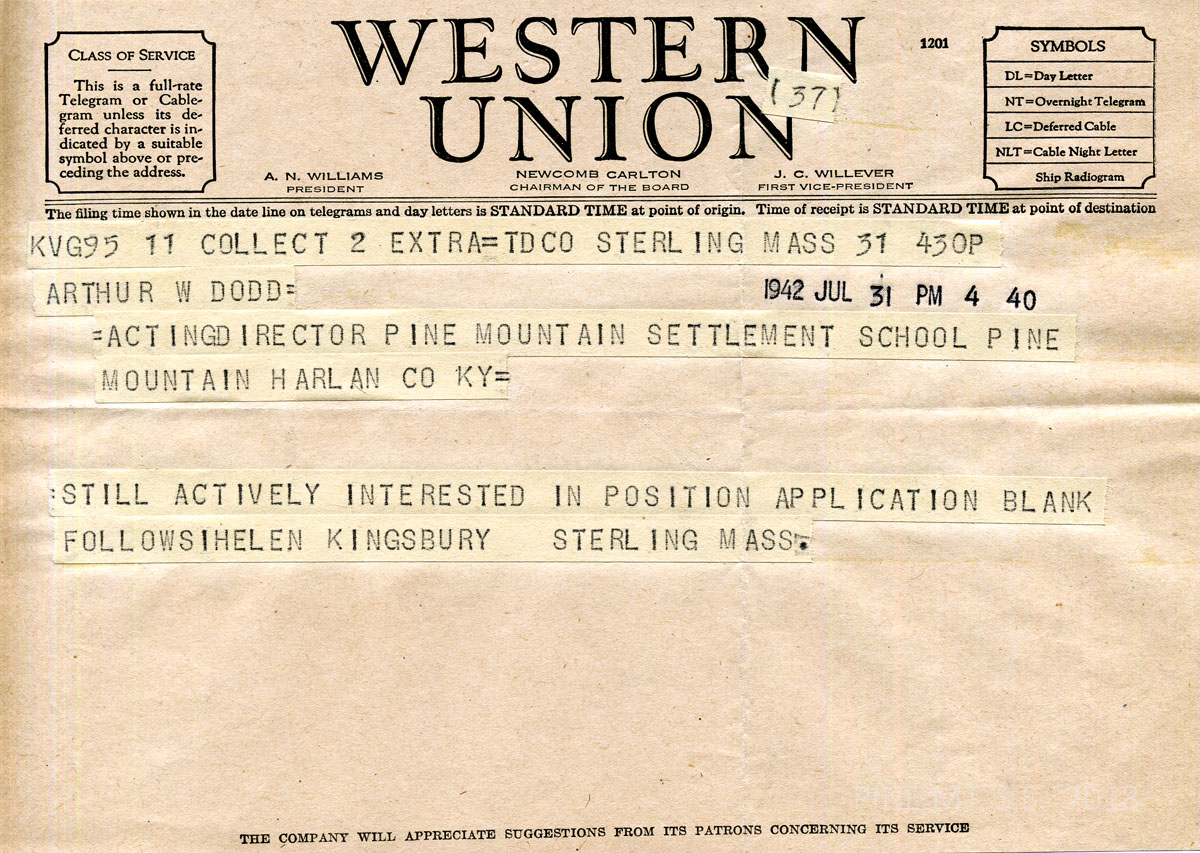 CLASS OF SERVICE
This is a full-rate
Telegram or Cable-
gram unless its de-
ferred character is in-
dicated by a suitable
symbol above or pre-
ceding the address.
WESTERN
UNION
(37)
1201
A. N. WILLIAMS
PRESIDENT
NEWCOMB CARLTON
CHAIRMAN OF THE BOARD
J. C. WILLEVER
FIRST VICE-PRESIDENT
SYMBOLS
DL=Day Letter
NT=Overnight Telegram
LC=Deferred Cable
NLT=Cable Night Letter
Ship Radiogram
The filing time shown in the date line on telegrams and day letters is STANDARD TIME at point of origin. Time of receipt is STANDARD TIME at point of destination
KVG95 11 COLLECT 2 EXTRA=TDCO STERLING MASS 31 430P
ARTHUR W DODD=
1942 JUL 31 PM 4 40
=ACTINGDIRECTOR PINE MOUNTAIN SETTLEMENT SCHOOL PINE
MOUNTAIN HARLAN CO KY=
:STILL ACTIVELY INTERESTED IN POSITION APPLICATION BLANK
FOLLOWSIHELEN KINGSBURY STERLING MASS.
THE COMPANY WILL APPRECIATE SUGGESTIONS FROM ITS PATRONS CONCERNING ITS SERVICE